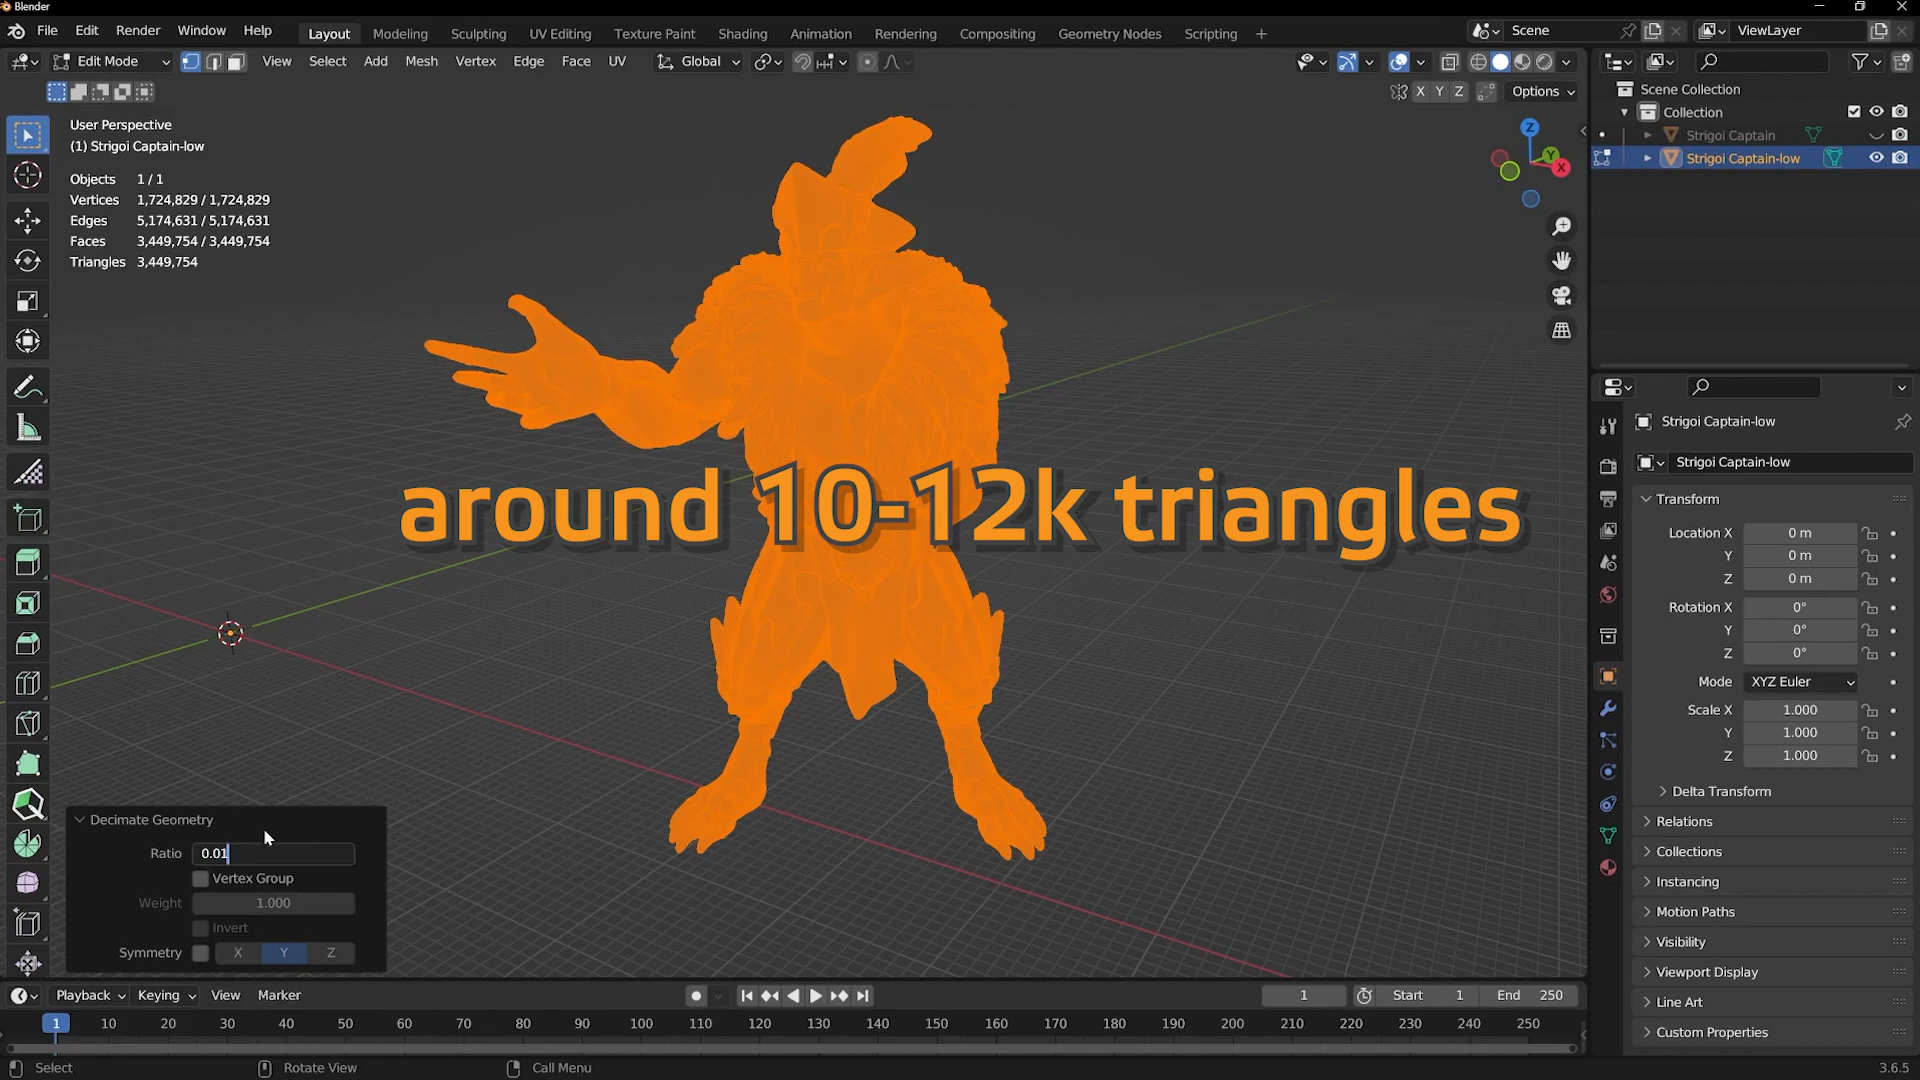 Blender
File Edit Render Window Help
Layout Modeling Sculpting UV Editing Texture Paint Shading Animation Rendering Compositing Geometry Nodes Scripting +
Scene
ViewLayer
Edit Mode
View Select Add Mesh Vertex Edge Face UV
Global
X Y Z
Options
User Perspective
(1) Strigoi Captain-low
Objects 1 / 1
Vertices 1,724,829 / 1,724,829
Edges 5,174,631 / 5,174,631
Faces 3,449,754 / 3,449,754
Triangles 3,449,754
Z
Y
X
Scene Collection
Collection
Strigoi Captain
Strigoi Captain-low
around 10-12k triangles
Strigoi Captain-low
Strigoi Captain-low
Transform
Location X 0 m
Y 0 m
Z 0 m
Rotation X 0°
Y 0°
Z 0°
Mode XYZ Euler
Scale X 1.000
Y 1.000
Z 1.000
Delta Transform
Relations
Collections
Instancing
Motion Paths
Visibility
Viewport Display
Line Art
Custom Properties
Decimate Geometry
Ratio 0.01
Vertex Group
Weight 1.000
Invert
Symmetry X Y Z
Playback Keying View Marker
1
Start 1
End 250
1 10 20 30 40 50 60 70 80 90 100 110 120 130 140 150 160 170 180 190 200 210 220 230 240 250
Select
Rotate View
Call Menu
3.6.5